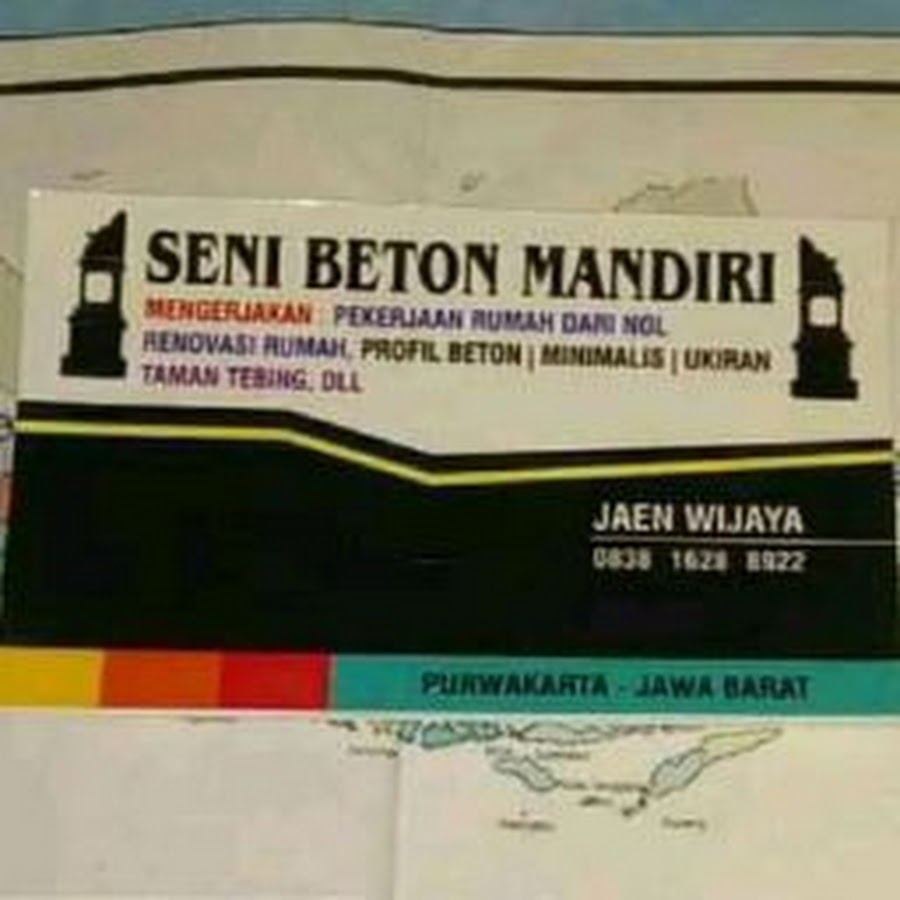 SENI BETON MANDIRI
MENGERJAKAN PEKERJAAN RUMAH DARI NOL
RENOVASI RUMAH, PROFIL BETON | MINIMALIS | UKIRAN
TAMAN TEBING, DLL
JAEN WIJAYA
0838 1628 8922
PURWAKARTA - JAWA BARAT